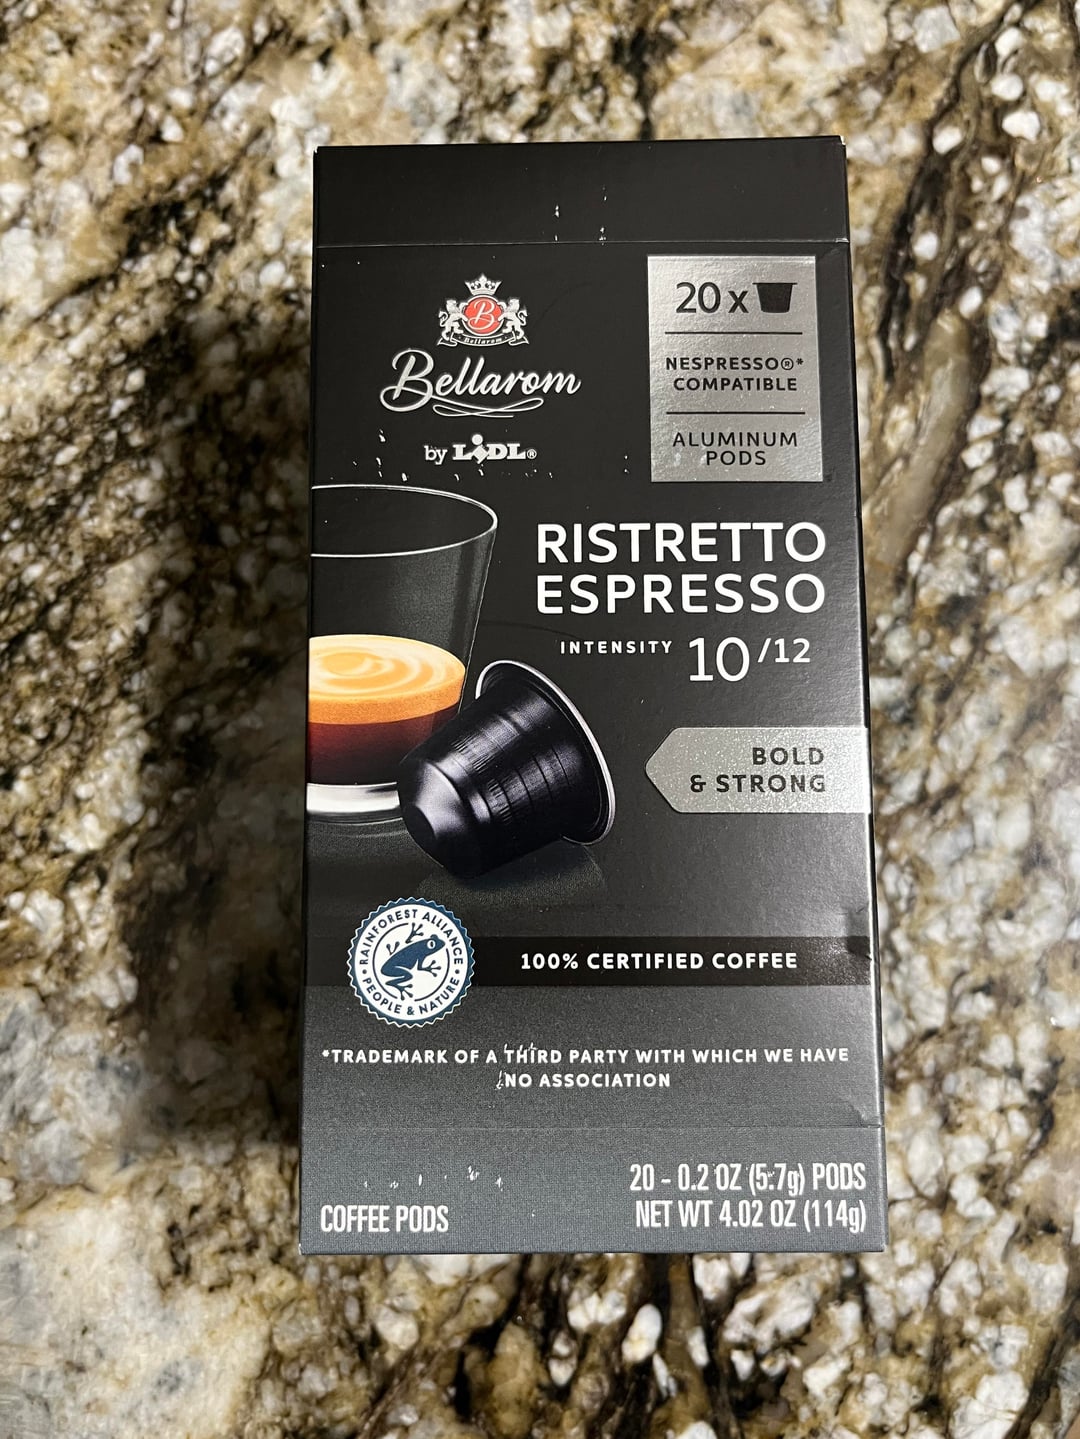 B
Bellarom
Bellarom
by LIDL®
20 x
NESPRESSO®*
COMPATIBLE
ALUMINUM
PODS
RISTRETTO
ESPRESSO
INTENSITY 10/12
BOLD
& STRONG
RAINFOREST ALLIANCE
PEOPLE & NATURE
100% CERTIFIED COFFEE
*TRADEMARK OF A THIRD PARTY WITH WHICH WE HAVE
NO ASSOCIATION
COFFEE PODS
20 - 0.2 OZ (5.7g) PODS
NET WT 4.02 OZ (114g)